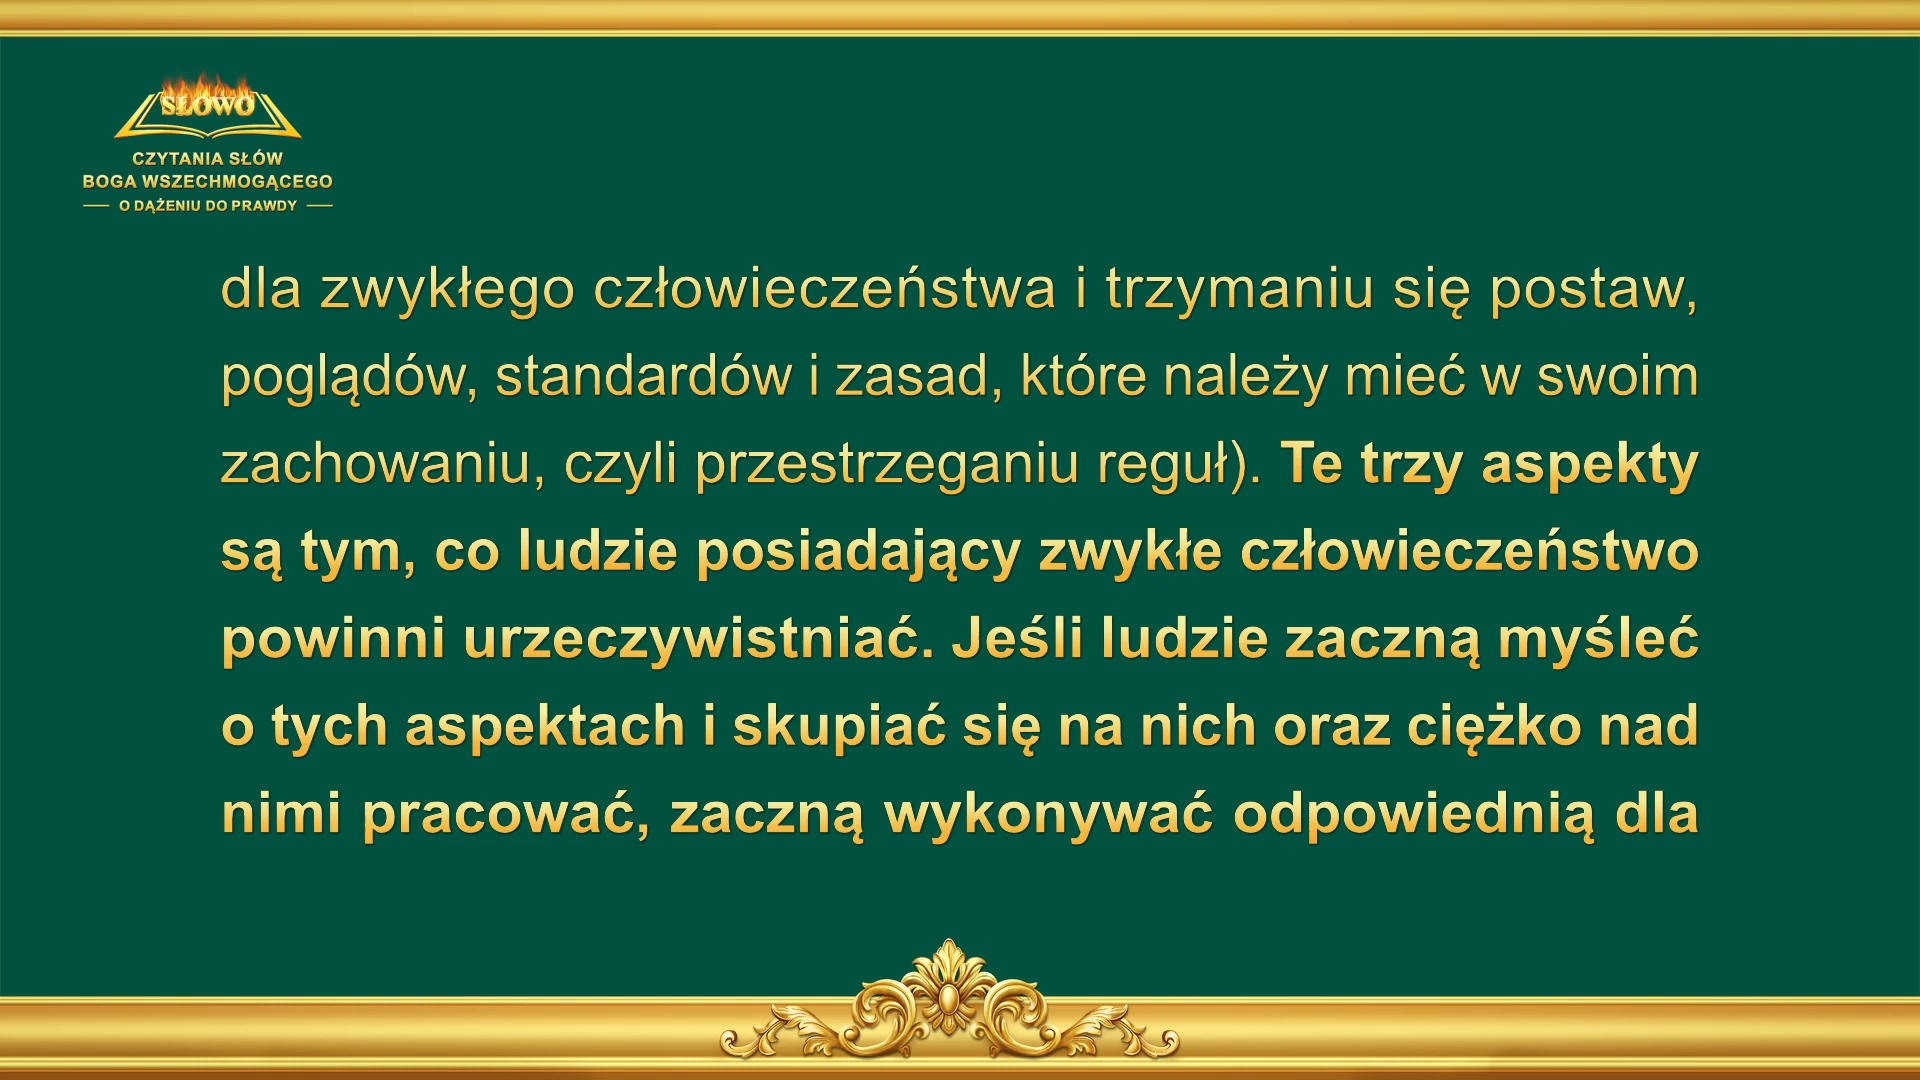 SŁOWO
CZYTANIA SŁÓW
BOGA WSZECHMOGĄCEGO
O DĄŻENIU DO PRAWDY
dla zwykłego człowieczeństwa i trzymaniu się postaw,
poglądów, standardów i zasad, które należy mieć w swoim
zachowaniu, czyli przestrzeganiu reguł). Te trzy aspekty
są tym, co ludzie posiadający zwykłe człowieczeństwo
powinni urzeczywistniać. Jeśli ludzie zaczną myśleć
o tych aspektach i skupiać się na nich oraz ciężko nad
nimi pracować, zaczną wykonywać odpowiednią dla